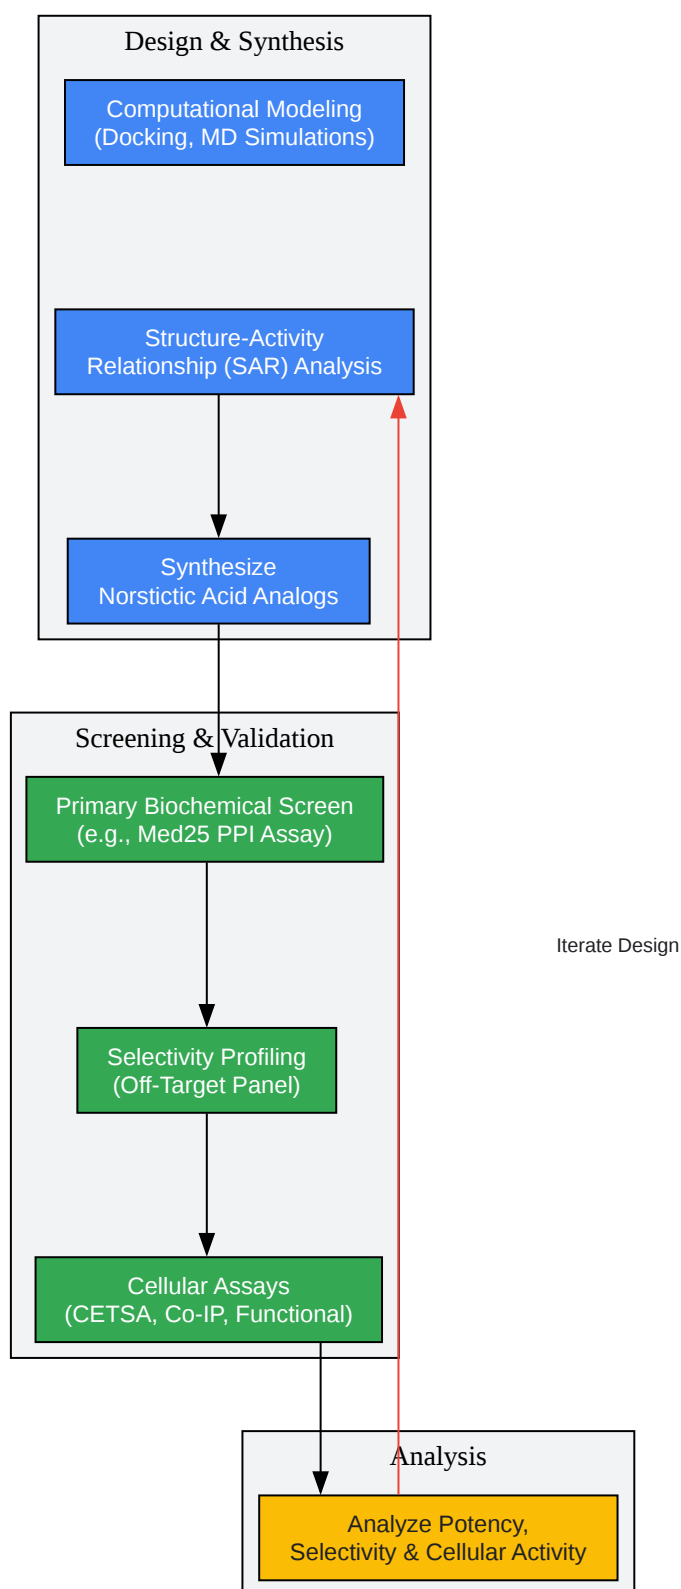 Design & Synthesis
Computational Modeling
(Docking, MD Simulations)
Structure-Activity
Relationship (SAR) Analysis
Synthesize
Norstictic Acid Analogs
Screening & Validation
Primary Biochemical Screen
(e.g., Med25 PPI Assay)
Iterate Design
Selectivity Profiling
(Off-Target Panel)
Cellular Assays
(CETSA, Co-IP, Functional)
Analysis
Analyze Potency,
Selectivity & Cellular Activity